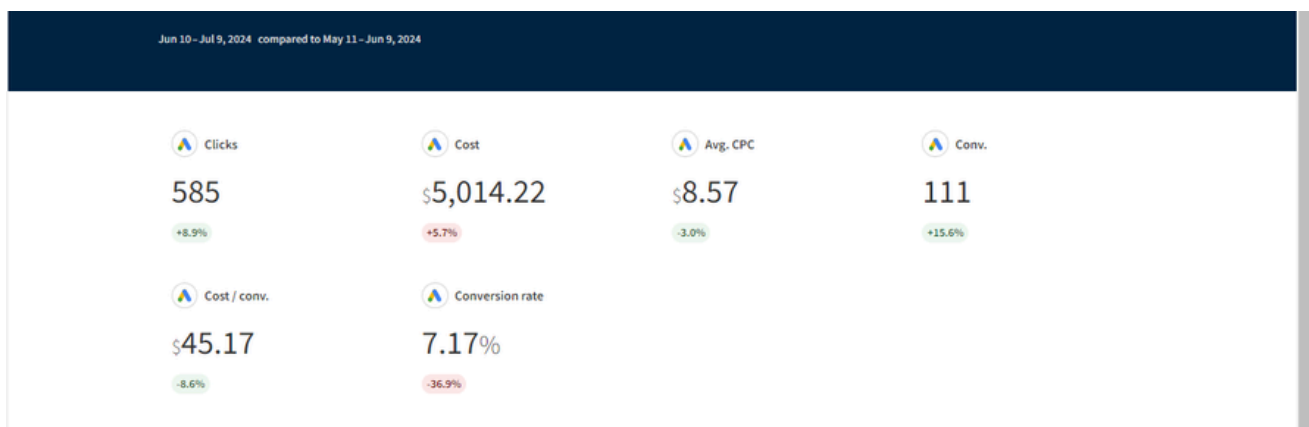 Jun 10 – Jul 9, 2024 compared to May 11 – Jun 9, 2024
Clicks
585
+8.9%
Cost
$5,014.22
+5.7%
Avg. CPC
$8.57
-3.0%
Conv.
111
+15.6%
Cost / conv.
$45.17
-8.6%
Conversion rate
7.17%
-36.9%